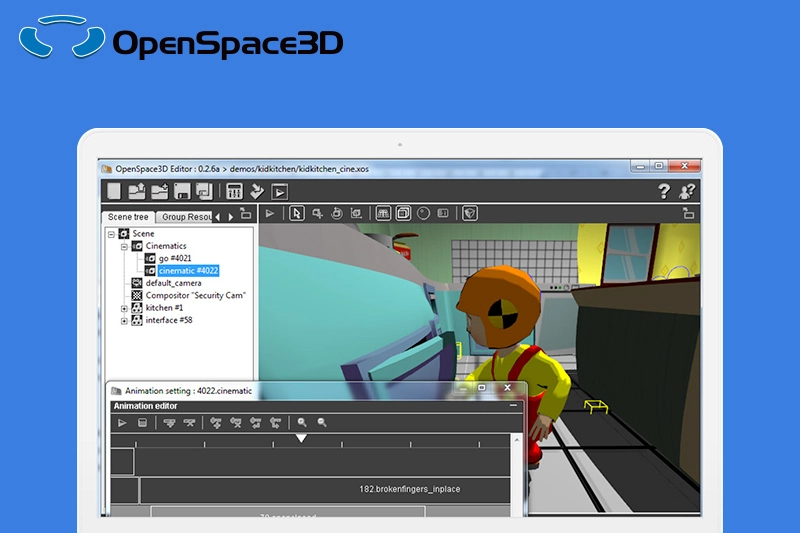 OpenSpace3D
OpenSpace3D Editor : 0.2.6a > demos/kidkitchen/kidkitchen_cine.xos
Scene tree
Group Resou
Scene
Cinematics
go #4021
cinematic #4022
default_camera
Compositor "Security Cam"
kitchen #1
interface #58
Animation setting : 4022.cinematic
Animation editor
182.brokenfingers_inplace